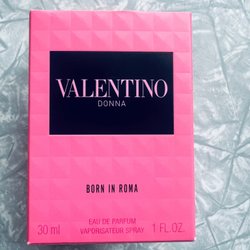 VALENTINO
DONNA
BORN IN ROMA
EAU DE PARFUM
30 ml VAPORISATEUR SPRAY 1 FL.OZ.